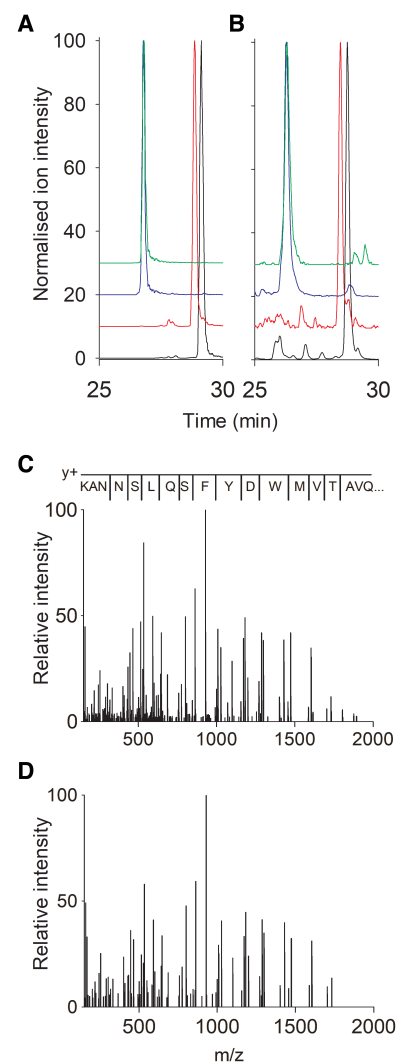 A
B
100
80
60
40
20
0
Normalised ion intensity
25
30
25
30
Time (min)
C
y+
KAN N S L Q S F Y D W M V T AVQ...
100
50
0
Relative intensity
500
1000
1500
2000
D
100
50
0
Relative intensity
500
1000
1500
2000
m/z